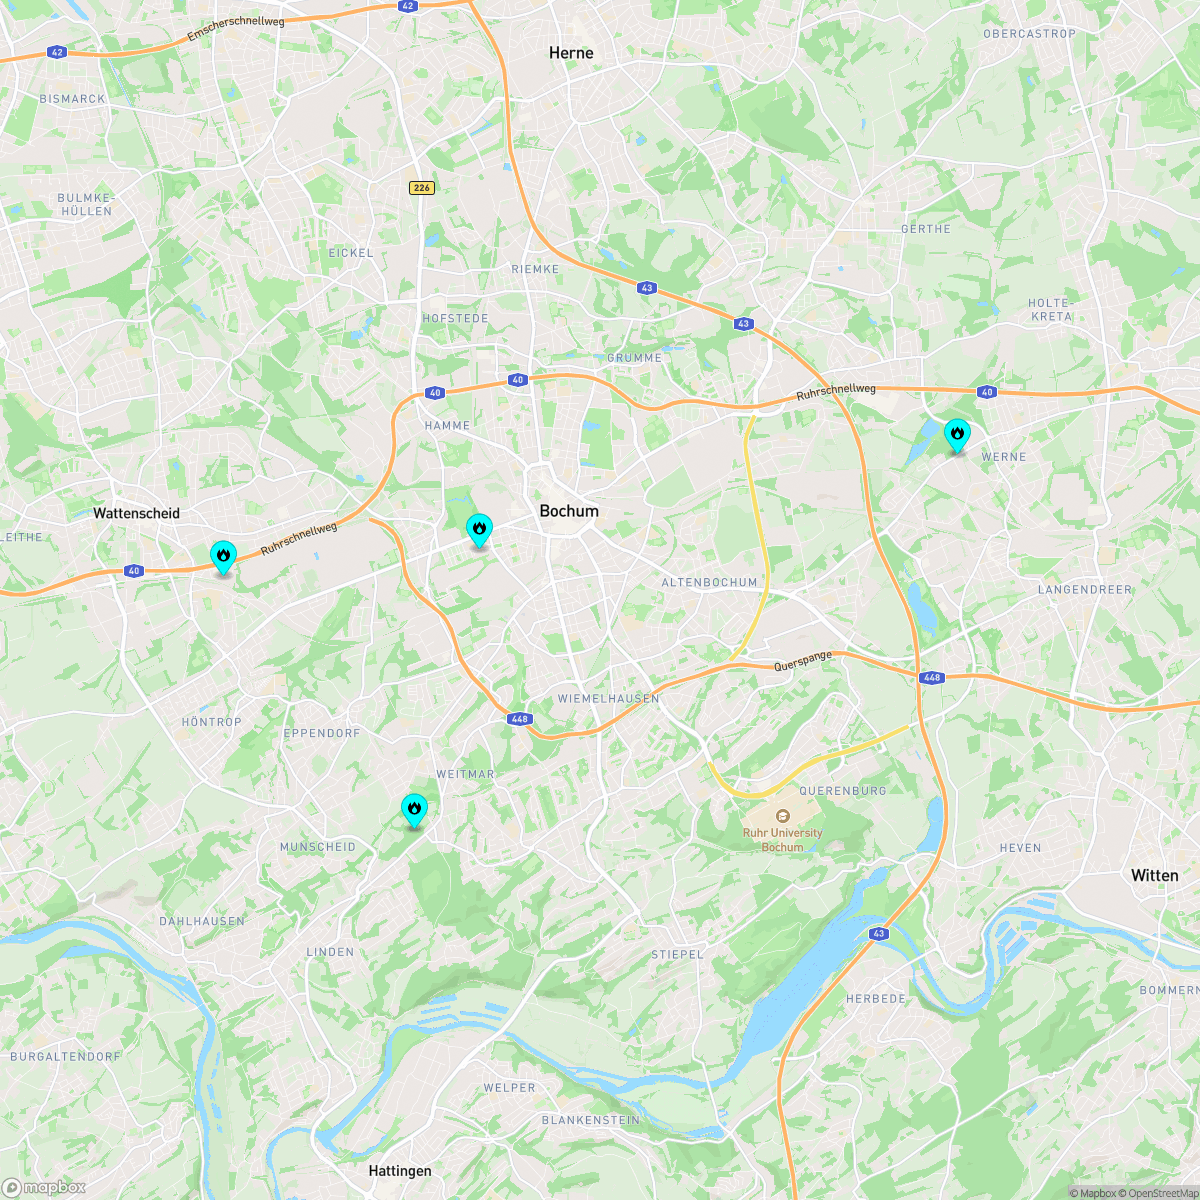 42
Emscherschnellweg
42
Herne
OBERCASTROP
BISMARCK
226
BULMKE-
HÜLLEN
GERTHE
EICKEL
RIEMKE
43
HOLTE-
KRETA
HOFSTEDE
43
GRUMME
40
40
Ruhrschnellweg
40
HAMME
WERNE
Wattenscheid
Bochum
LEITHE
Ruhrschnellweg
40
ALTENBOCHUM
LANGENDREER
Querspange
448
WIEMELHAUSEN
HÖNTROP
448
EPPENDORF
WEITMAR
QUERENBURG
Ruhr University
Bochum
MUNSCHEID
HEVEN
Witten
DAHLHAUSEN
43
LINDEN
STIEPEL
BOMMERN
HERBEDE
BURGALTENDORF
WELPER
BLANKENSTEIN
Hattingen
mapbox
© Mapbox © OpenStreetMap